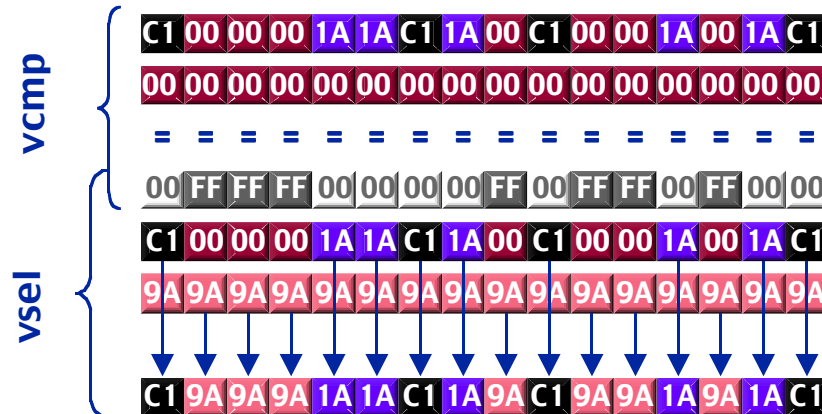 vcmp
C1 00 00 00 1A 1A C1 1A 00 C1 00 00 1A 00 1A C1
00 00 00 00 00 00 00 00 00 00 00 00 00 00 00 00
= = = = = = = = = = = = = = = =
00 FF FF FF 00 00 00 00 FF 00 FF FF 00 FF 00 00
vsel
C1 00 00 00 1A 1A C1 1A 00 C1 00 00 1A 00 1A C1
9A 9A 9A 9A 9A 9A 9A 9A 9A 9A 9A 9A 9A 9A 9A 9A
C1 9A 9A 9A 1A 1A C1 1A 9A C1 9A 9A 1A 9A 1A C1